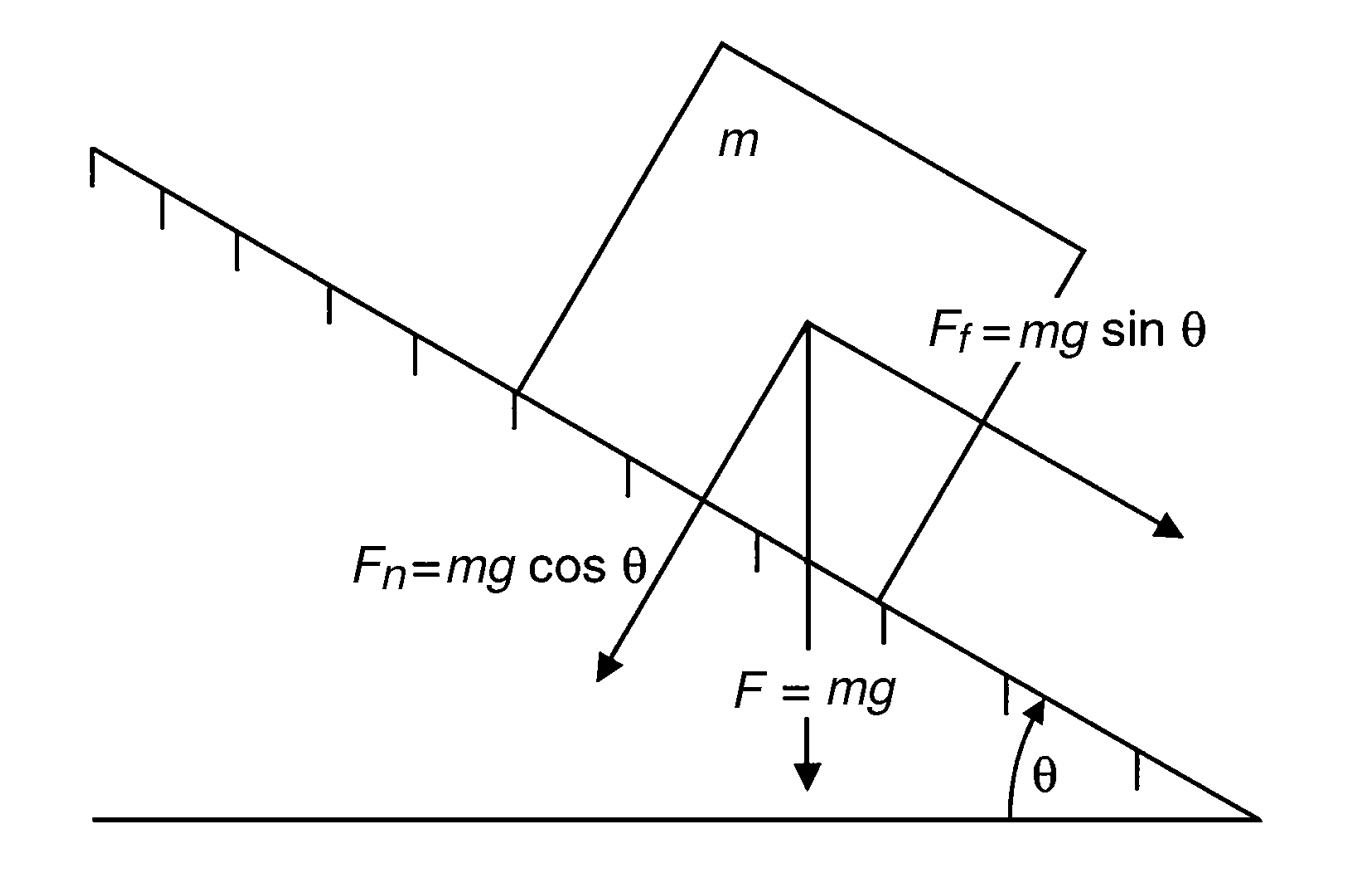 m
Ff = mg sin θ
Fn = mg cos θ
F = mg
θ